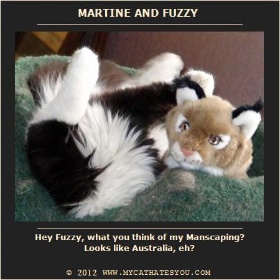 MARTINE AND FUZZY
Hey Fuzzy, what you think of my Manscaping?
Looks like Australia, eh?
© 2012 WWW.MYCATHATESYOU.COM